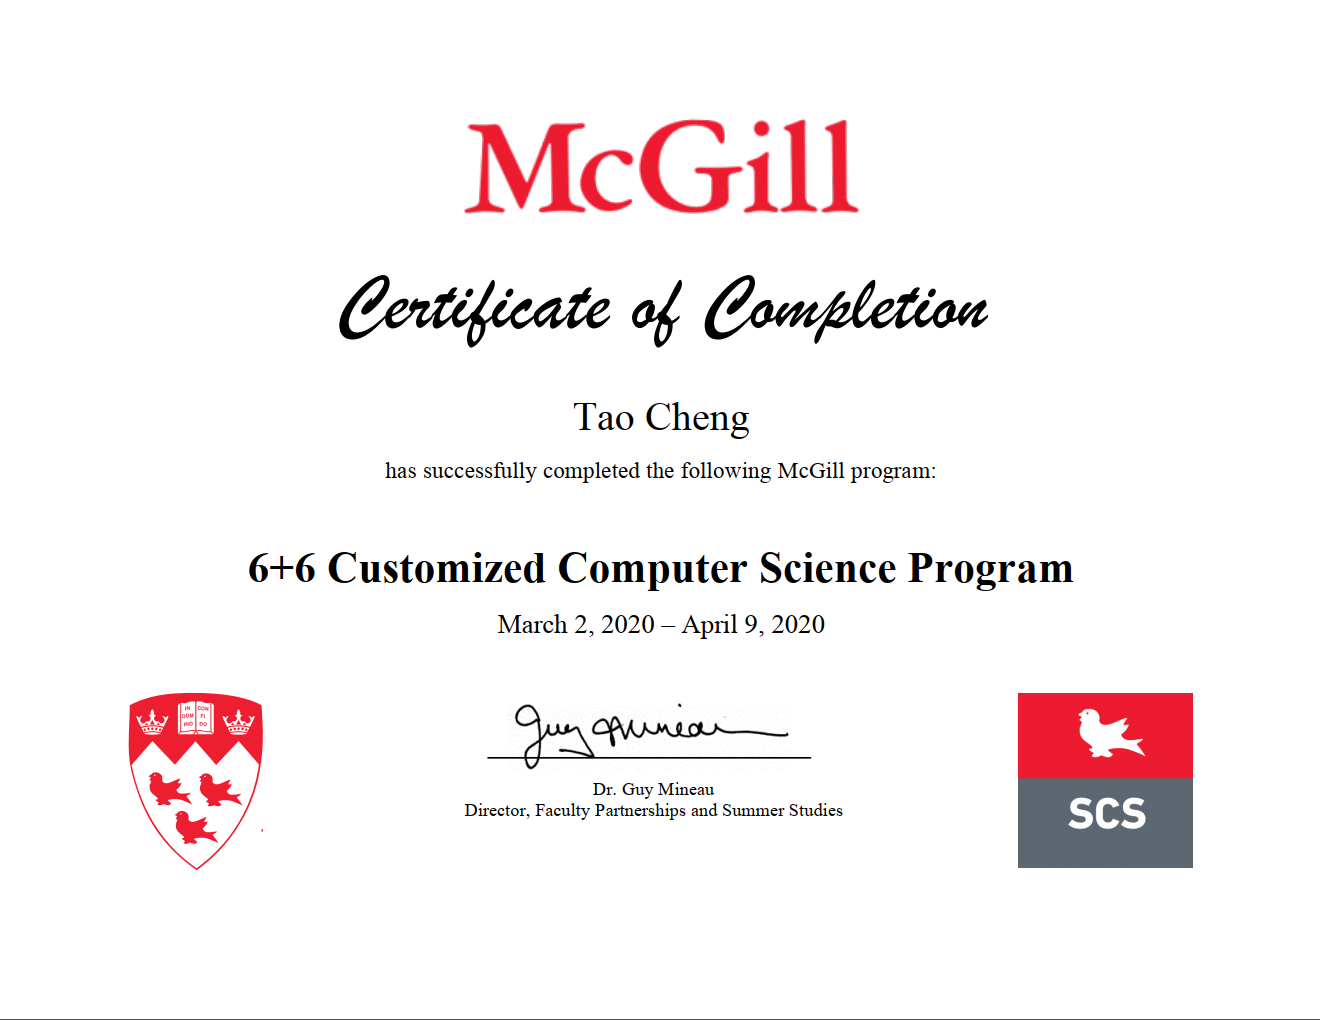 McGill
Certificate of Completion
Tao Cheng
has successfully completed the following McGill program:
6+6 Customized Computer Science Program
March 2, 2020 – April 9, 2020
IN DOM INO CON FI DO
Guy Mineau
Dr. Guy Mineau
Director, Faculty Partnerships and Summer Studies
SCS